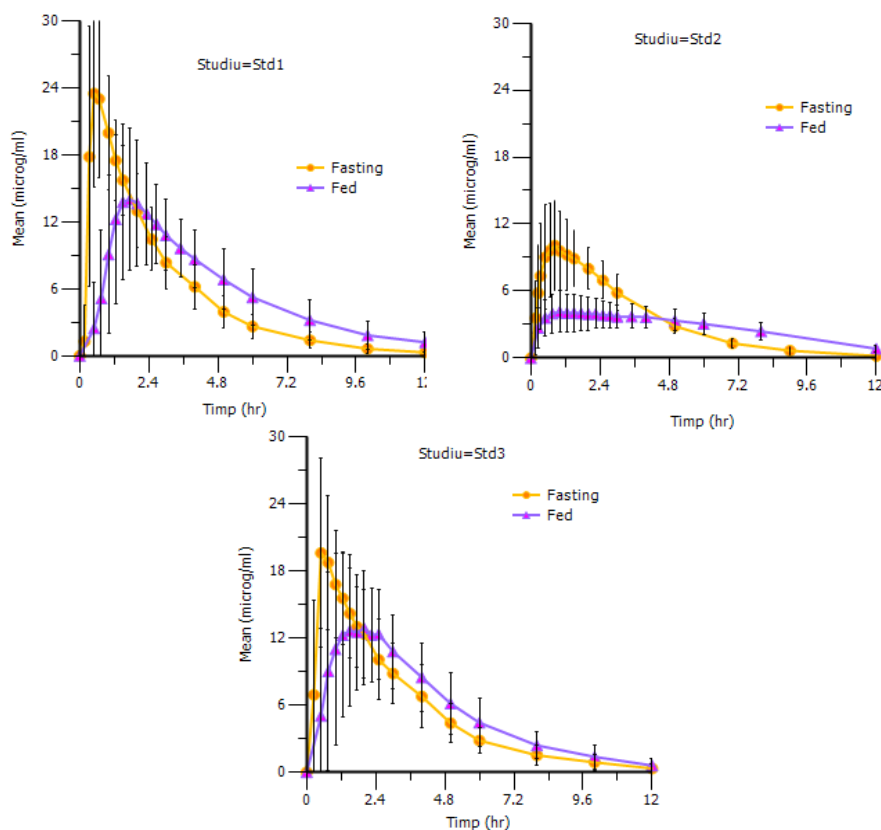 Studiu=Std1
Mean (microg/ml)
30
24
18
12
6
0
Fasting
Fed
0
2.4
4.8
7.2
9.6
12
Timp (hr)
Studiu=Std2
Mean (microg/ml)
30
24
18
12
6
0
Fasting
Fed
0
2.4
4.8
7.2
9.6
12
Timp (hr)
Studiu=Std3
Mean (microg/ml)
30
24
18
12
6
0
Fasting
Fed
0
2.4
4.8
7.2
9.6
12
Timp (hr)